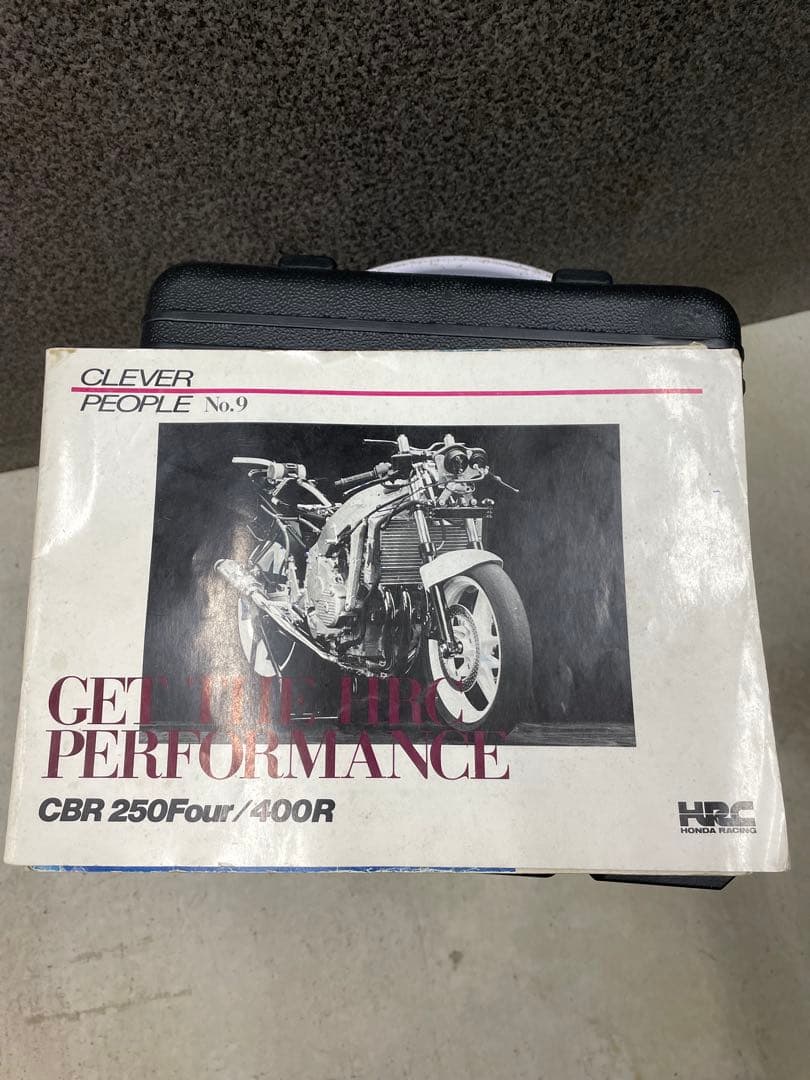 CLEVER
PEOPLE No.9
GET THE HRC
PERFORMANCE
CBR 250Four/400R
HRC
HONDA RACING